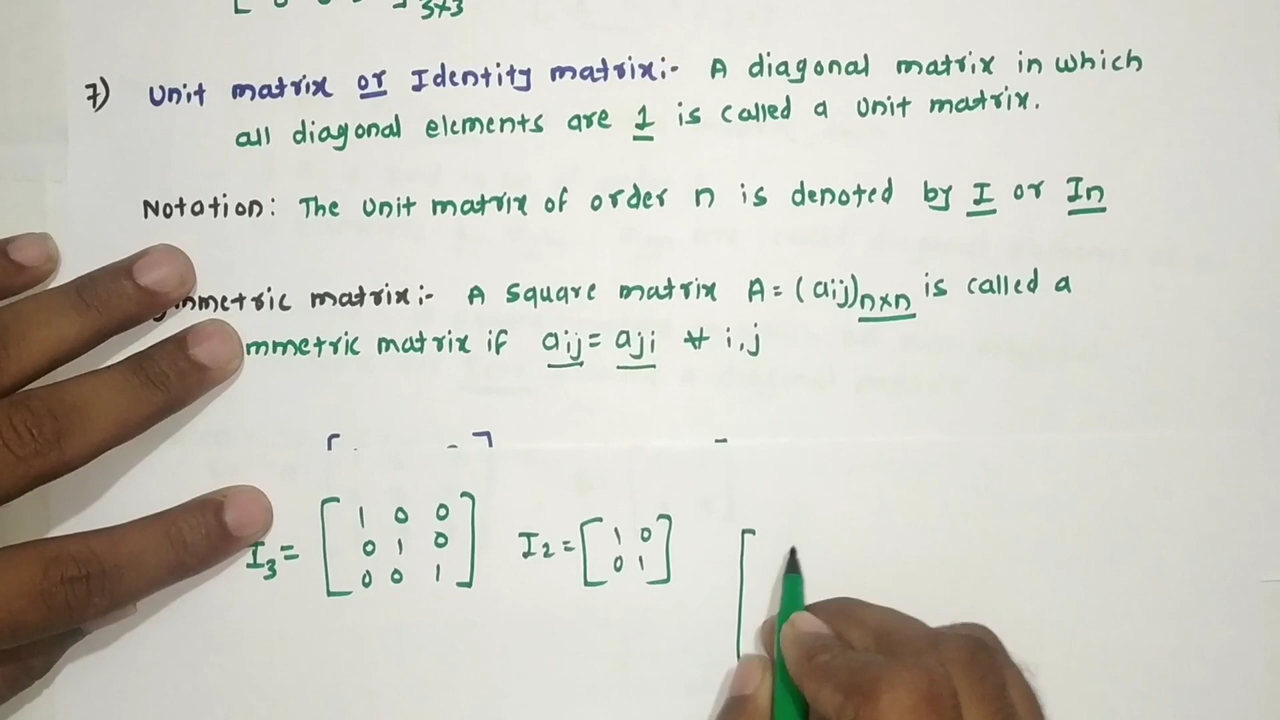 3×3
7) Unit matrix or Identity matrix:- A diagonal matrix in which
all diagonal elements are 1 is called a unit matrix.
Notation: The unit matrix of order n is denoted by I or In
mmetric matrix:- A square matrix A = (aij)n×n is called a
mmetric matrix if aij = aji ∀ i,j
I3 = [ 1 0 0 I2 = [ 1 0
0 1 0 0 1 ]
0 0 1 ]